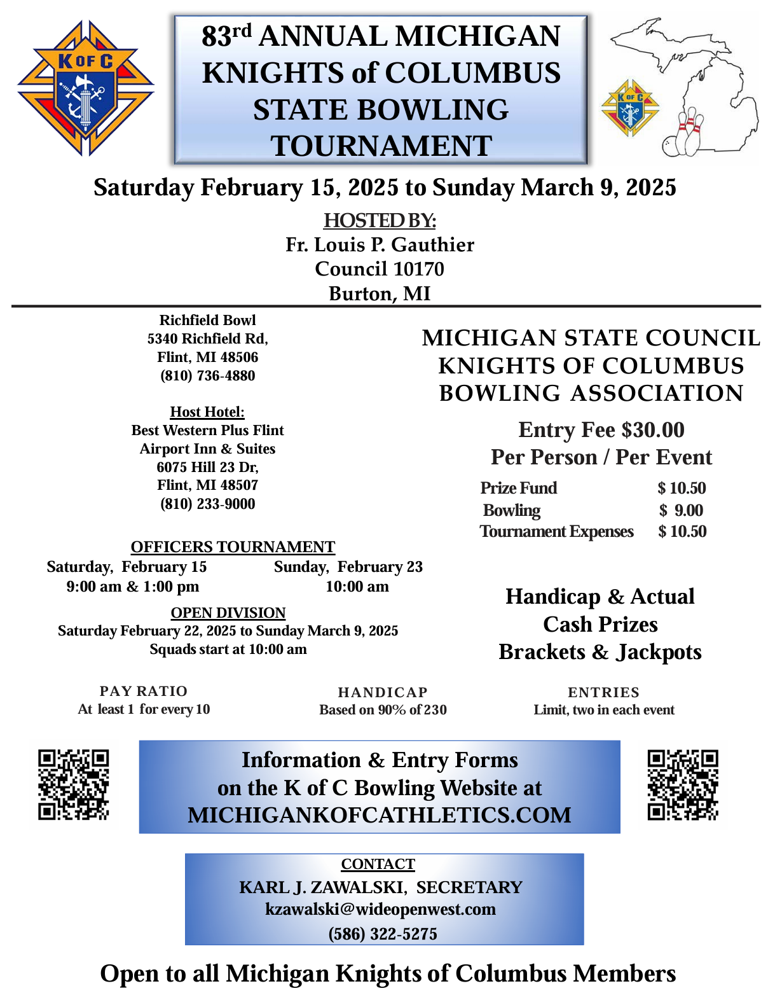 K OF C
83rd ANNUAL MICHIGAN
KNIGHTS of COLUMBUS
STATE BOWLING
TOURNAMENT
K OF C
Saturday February 15, 2025 to Sunday March 9, 2025
HOSTED BY:
Fr. Louis P. Gauthier
Council 10170
Burton, MI
Richfield Bowl
5340 Richfield Rd,
Flint, MI 48506
(810) 736-4880
Host Hotel:
Best Western Plus Flint
Airport Inn & Suites
6075 Hill 23 Dr,
Flint, MI 48507
(810) 233-9000
OFFICERS TOURNAMENT
Saturday, February 15 Sunday, February 23
9:00 am & 1:00 pm 10:00 am
OPEN DIVISION
Saturday February 22, 2025 to Sunday March 9, 2025
Squads start at 10:00 am
MICHIGAN STATE COUNCIL
KNIGHTS OF COLUMBUS
BOWLING ASSOCIATION
Entry Fee $30.00
Per Person / Per Event
Prize Fund $ 10.50
Bowling $ 9.00
Tournament Expenses $ 10.50
Handicap & Actual
Cash Prizes
Brackets & Jackpots
PAY RATIO
At least 1 for every 10
HANDICAP
Based on 90% of 230
ENTRIES
Limit, two in each event
Information & Entry Forms
on the K of C Bowling Website at
MICHIGANKOFCATHLETICS.COM
CONTACT
KARL J. ZAWALSKI, SECRETARY
kzawalski@wideopenwest.com
(586) 322-5275
Open to all Michigan Knights of Columbus Members